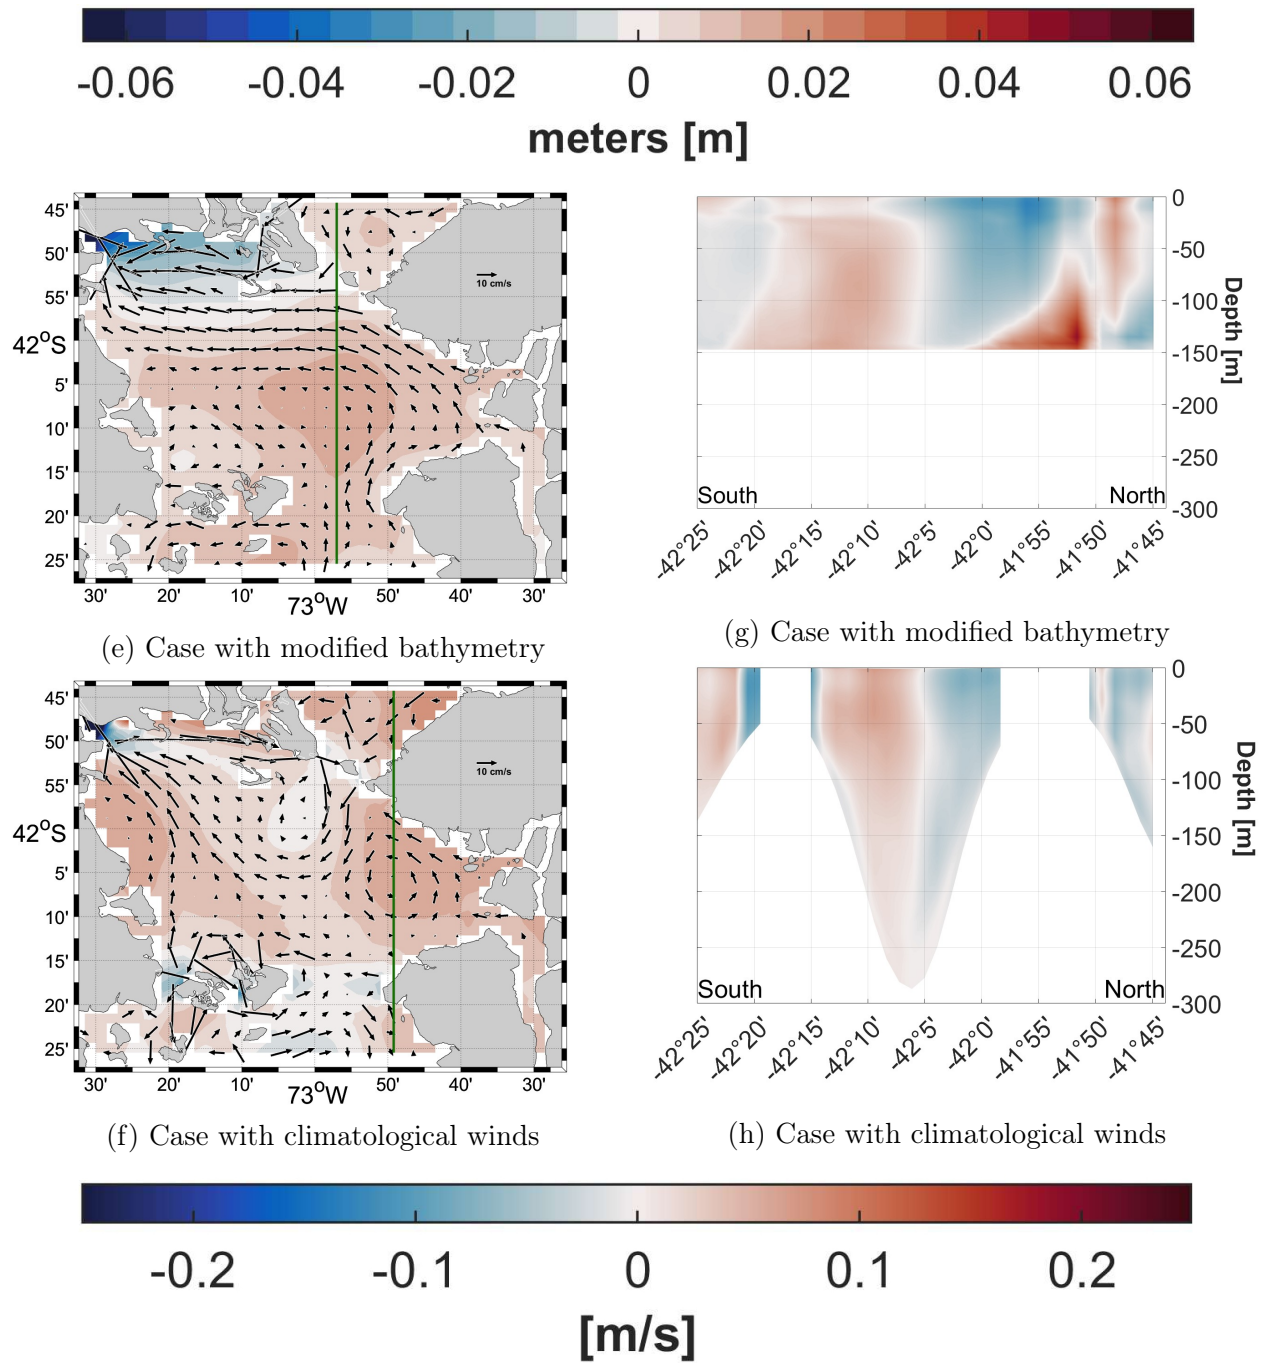 -0.06 -0.04 -0.02 0 0.02 0.04 0.06
meters [m]
45'
50'
55'
42°S
5'
10'
15'
20'
25'
30' 20' 10' 73°W 50' 40' 30'
10 cm/s
(e) Case with modified bathymetry
0
-50
-100
-150
-200
-250
-300
Depth [m]
South North
-42°25' -42°20' -42°15' -42°10' -42°5' -42°0' -41°55' -41°50' -41°45'
(g) Case with modified bathymetry
45'
50'
55'
42°S
5'
10'
15'
20'
25'
30' 20' 10' 73°W 50' 40' 30'
10 cm/s
(f) Case with climatological winds
0
-50
-100
-150
-200
-250
-300
Depth [m]
South North
-42°25' -42°20' -42°15' -42°10' -42°5' -42°0' -41°55' -41°50' -41°45'
(h) Case with climatological winds
-0.2 -0.1 0 0.1 0.2
[m/s]